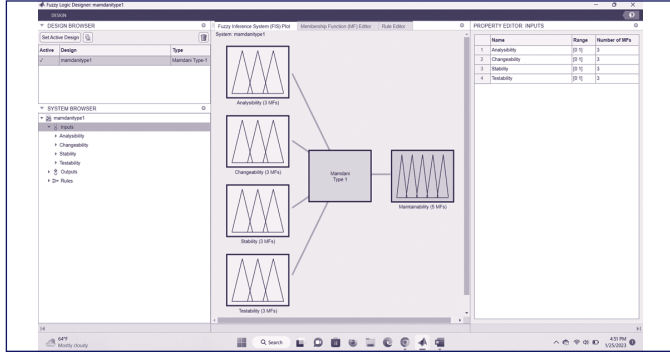 Fuzzy Logic Designer: mamdanitype1
DESIGN
DESIGN BROWSER
Set Active Design
Active Design Type
✓ mamdanitype1 Mamdani Type-1
SYSTEM BROWSER
mamdanitype1
Inputs
Analysibility
Changeability
Stability
Testability
Outputs
Rules
Fuzzy Inference System (FIS) Plot Membership Function (MF) Editor Rule Editor
System: mamdanitype1
Analysibility (3 MFs)
Changeability (3 MFs)
Stability (3 MFs)
Testability (3 MFs)
Mamdani
Type 1
Maintainability (5 MFs)
PROPERTY EDITOR: INPUTS
Name Range Number of MFs
1 Analysibility [0 1] 3
2 Changeability [0 1] 3
3 Stability [0 1] 3
4 Testability [0 1] 3
64°F
Mostly cloudy
Search
4:51 PM
1/25/2023